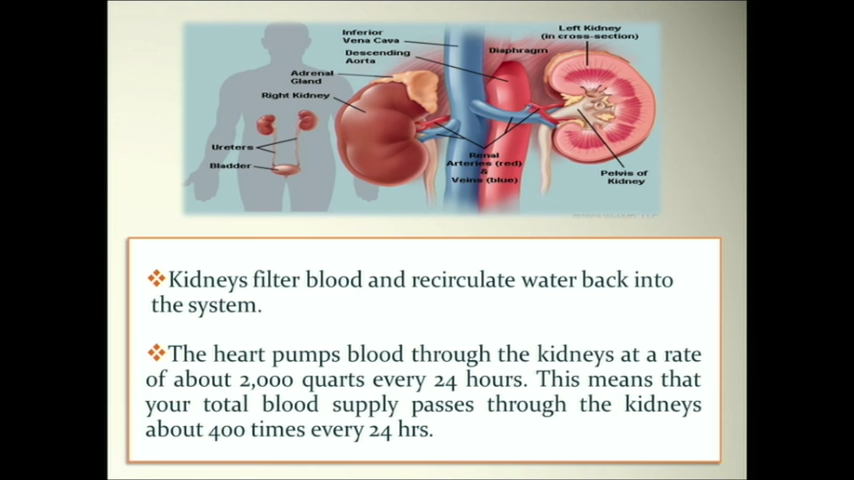 Inferior
Vena Cava
Descending
Aorta
Adrenal
Gland
Right Kidney
Ureters
Bladder
Diaphragm
Left Kidney
(in cross-section)
Renal
Arteries (red)
&
Veins (blue)
Pelvis of
Kidney
❖Kidneys filter blood and recirculate water back into
the system.
❖The heart pumps blood through the kidneys at a rate
of about 2,000 quarts every 24 hours. This means that
your total blood supply passes through the kidneys
about 400 times every 24 hrs.